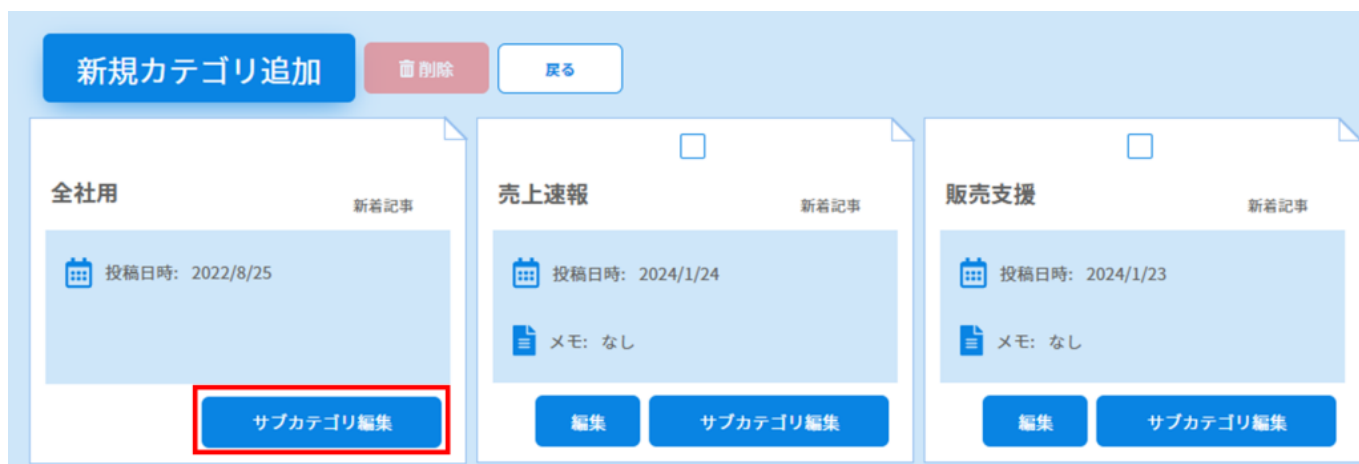 新規カテゴリ追加
削除
戻る
全社用
新着記事
投稿日時: 2022/8/25
サブカテゴリ編集
売上速報
新着記事
投稿日時: 2024/1/24
メモ: なし
編集
サブカテゴリ編集
販売支援
新着記事
投稿日時: 2024/1/23
メモ: なし
編集
サブカテゴリ編集